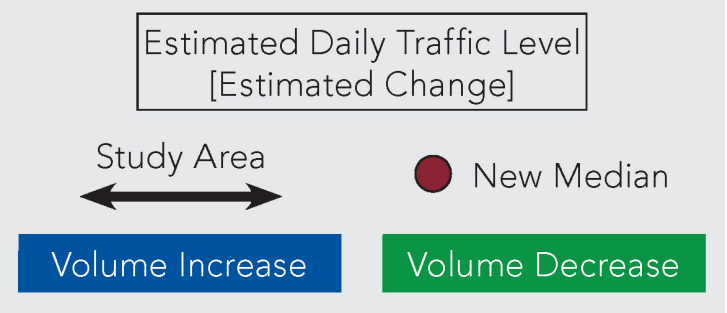 Estimated Daily Traffic Level
[Estimated Change]
Study Area
New Median
Volume Increase
Volume Decrease